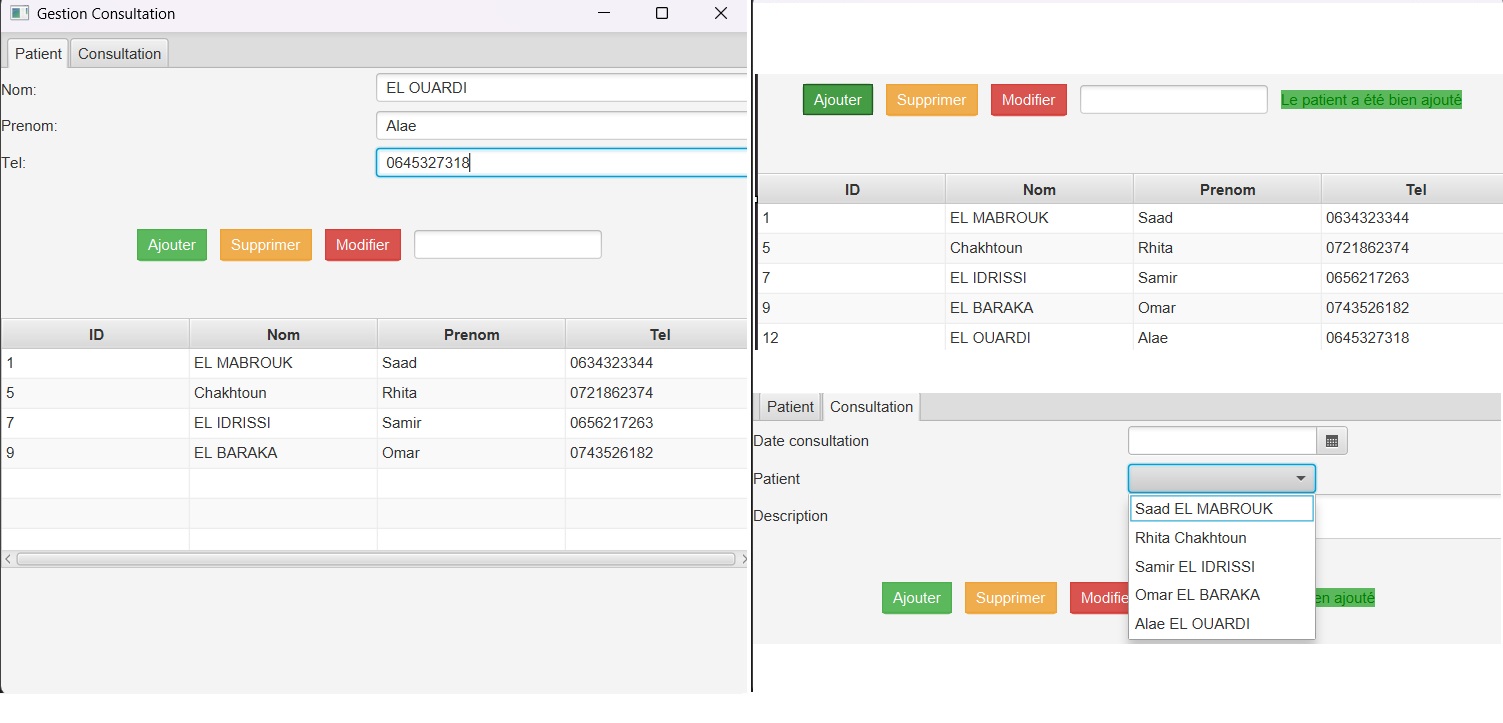 Gestion Consultation
Patient Consultation
Nom: EL OUARDI
Prenom: Alae
Tel: 0645327318
Ajouter Supprimer Modifier
ID Nom Prenom Tel
1 EL MABROUK Saad 0634323344
5 Chakhtoun Rhita 0721862374
7 EL IDRISSI Samir 0656217263
9 EL BARAKA Omar 0743526182
Ajouter Supprimer Modifier Le patient a été bien ajouté
ID Nom Prenom Tel
1 EL MABROUK Saad 0634323344
5 Chakhtoun Rhita 0721862374
7 EL IDRISSI Samir 0656217263
9 EL BARAKA Omar 0743526182
12 EL OUARDI Alae 0645327318
Patient Consultation
Date consultation
Patient
Description
Saad EL MABROUK
Rhita Chakhtoun
Samir EL IDRISSI
Omar EL BARAKA
Alae EL OUARDI
Ajouter Supprimer Modifie en ajouté